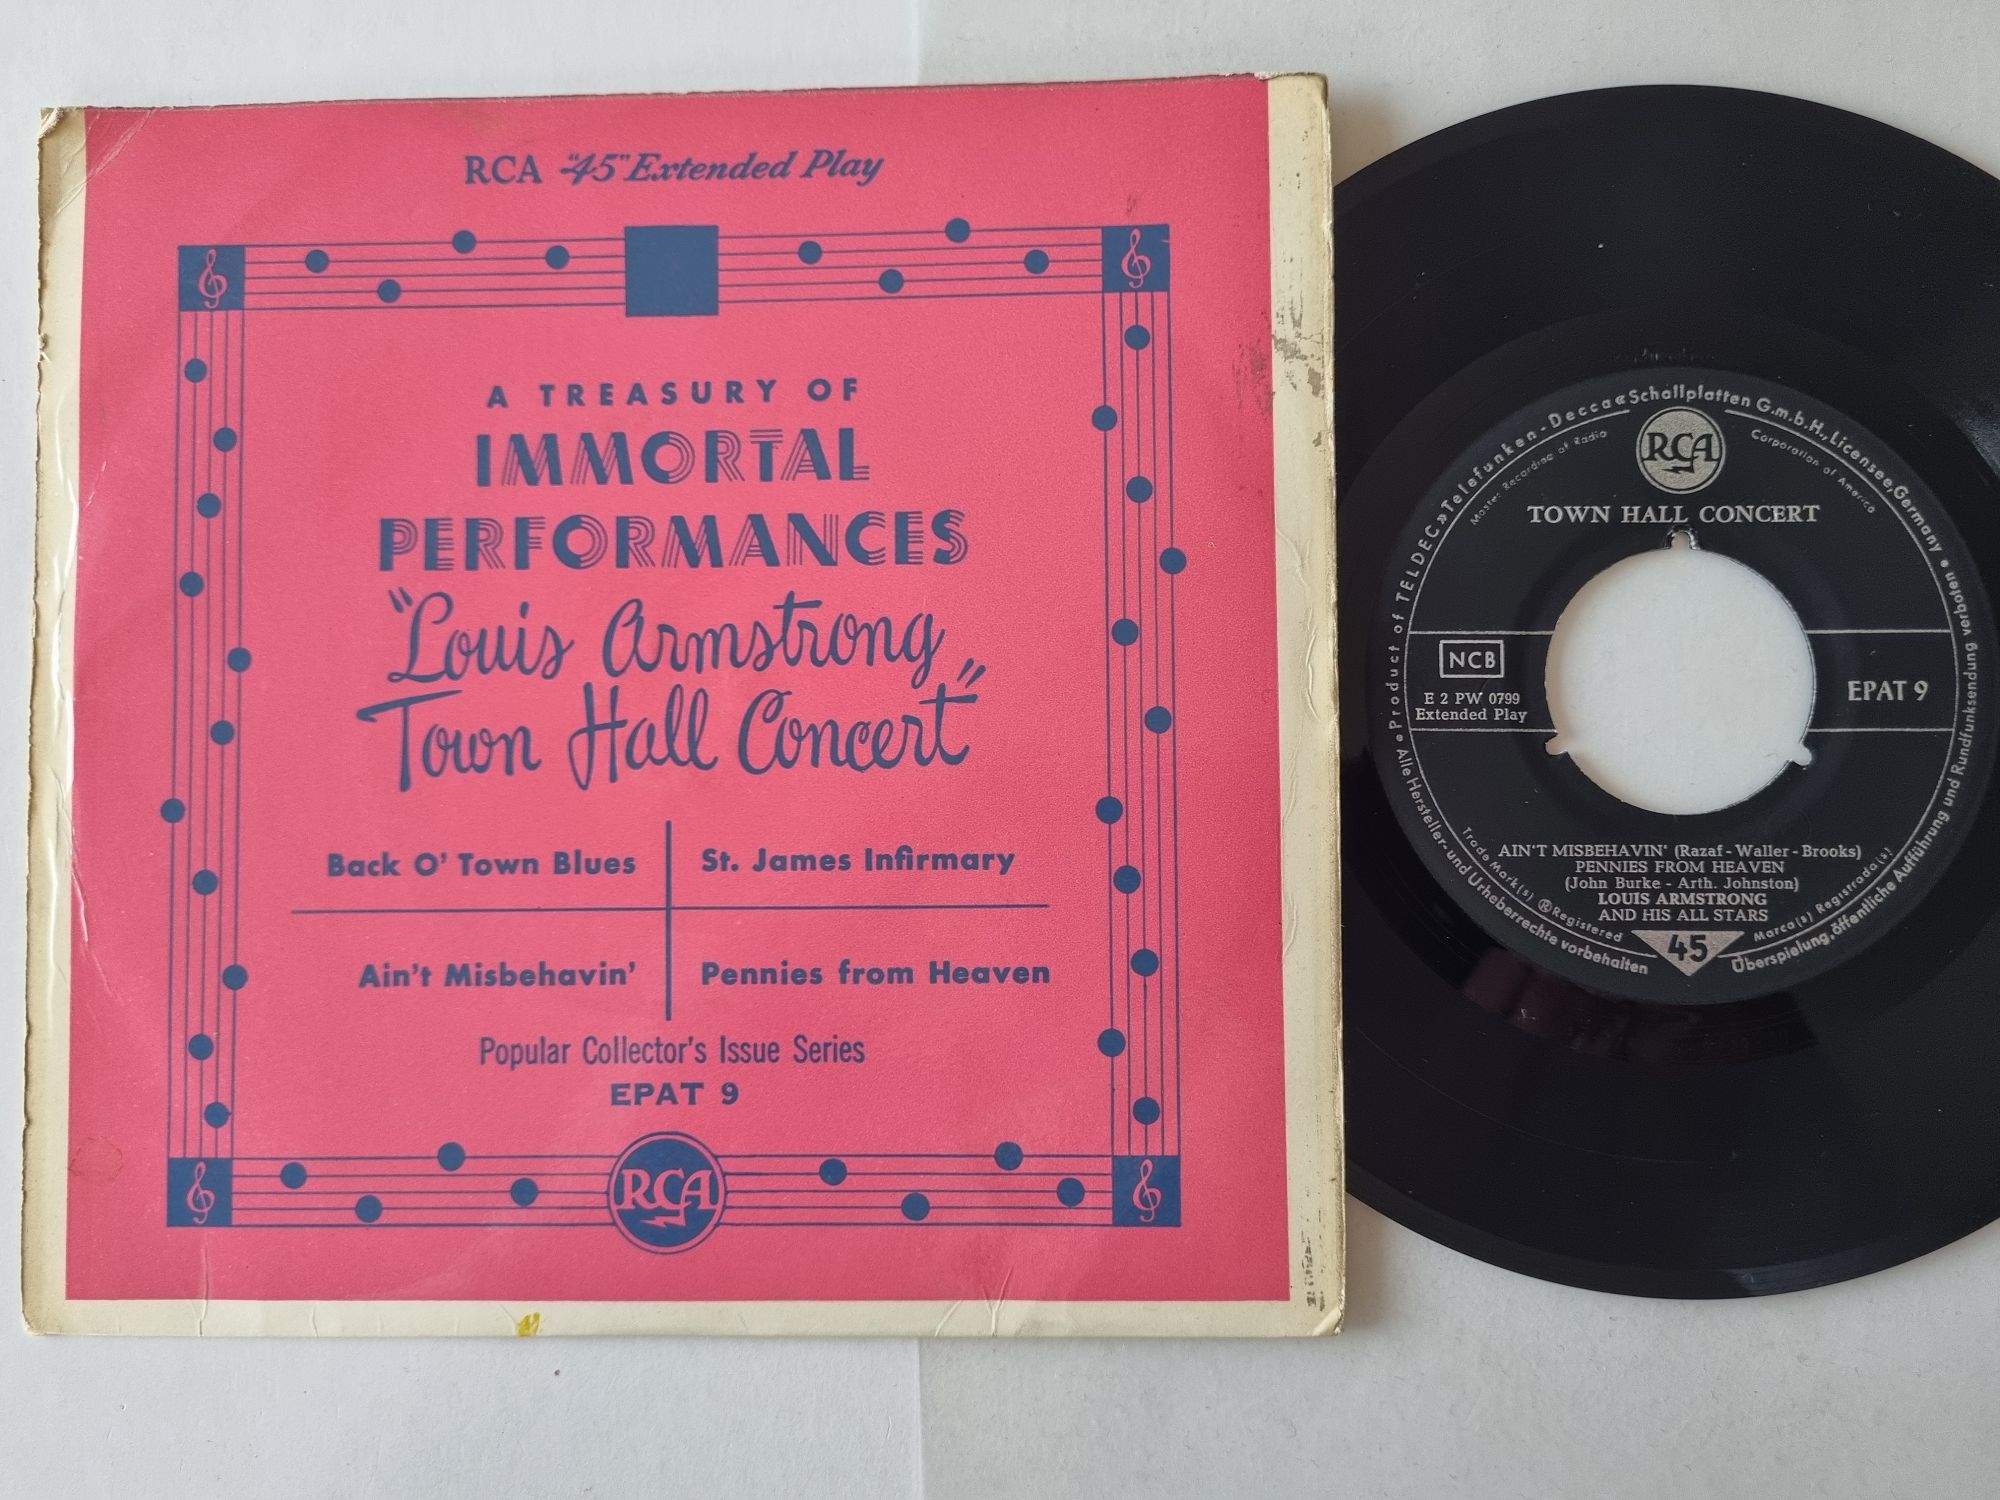 RCA "45" Extended Play
A TREASURY OF
IMMORTAL
PERFORMANCES
"Louis Armstrong
Town Hall Concert"
Back O' Town Blues
St. James Infirmary
Ain't Misbehavin'
Pennies from Heaven
Popular Collector's Issue Series
EPAT 9
RCA
Product of TELDEC »Telefunken - Decca« Schallplatten G.m.b.H., Licensee, Germany
Master Recording of Radio Corporation of America
RCA
TOWN HALL CONCERT
NCB
E 2 PW 0799
Extended Play
EPAT 9
AIN'T MISBEHAVIN' (Razaf - Waller - Brooks)
PENNIES FROM HEAVEN
(John Burke - Arth. Johnston)
LOUIS ARMSTRONG
AND HIS ALL STARS
45
Trade Mark(s) ® Registered
Marca(s) Registrada(s)
Alle Hersteller- und Urheberrechte vorbehalten
Überspielung, öffentliche Aufführung und Rundfunksendung verboten